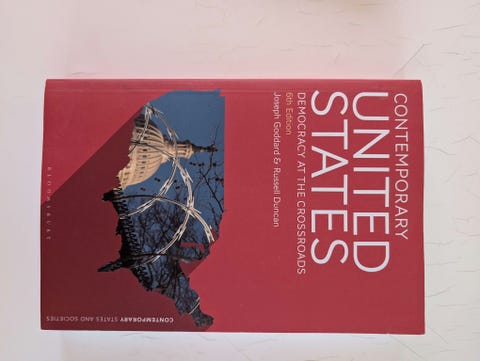 CONTEMPORARY
UNITED
STATES
DEMOCRACY AT THE CROSSROADS
6th Edition
Joseph Goddard & Russell Duncan
CONTEMPORARY STATES AND SOCIETIES
BLOOMSBURY